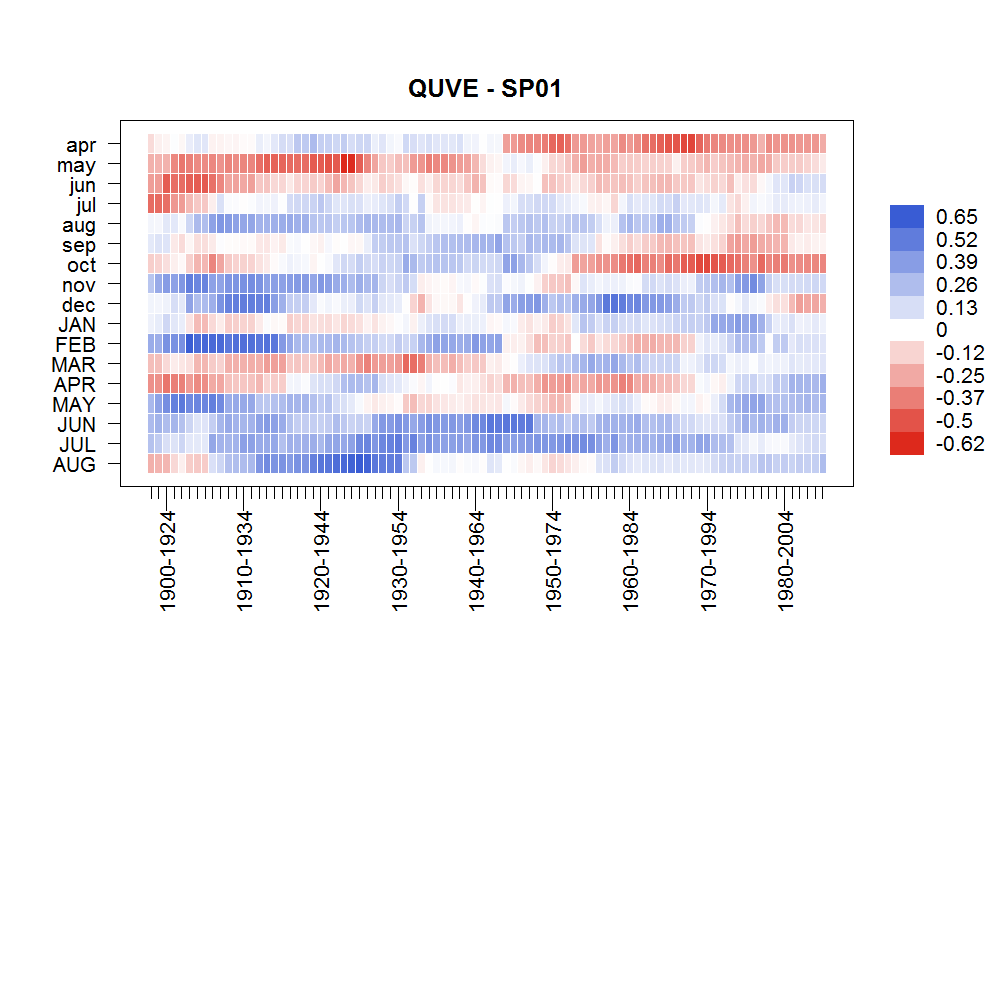 QUVE - SP01
apr
may
jun
jul
aug
sep
oct
nov
dec
JAN
FEB
MAR
APR
MAY
JUN
JUL
AUG
0.65
0.52
0.39
0.26
0.13
0
-0.12
-0.25
-0.37
-0.5
-0.62
1900-1924
1910-1934
1920-1944
1930-1954
1940-1964
1950-1974
1960-1984
1970-1994
1980-2004